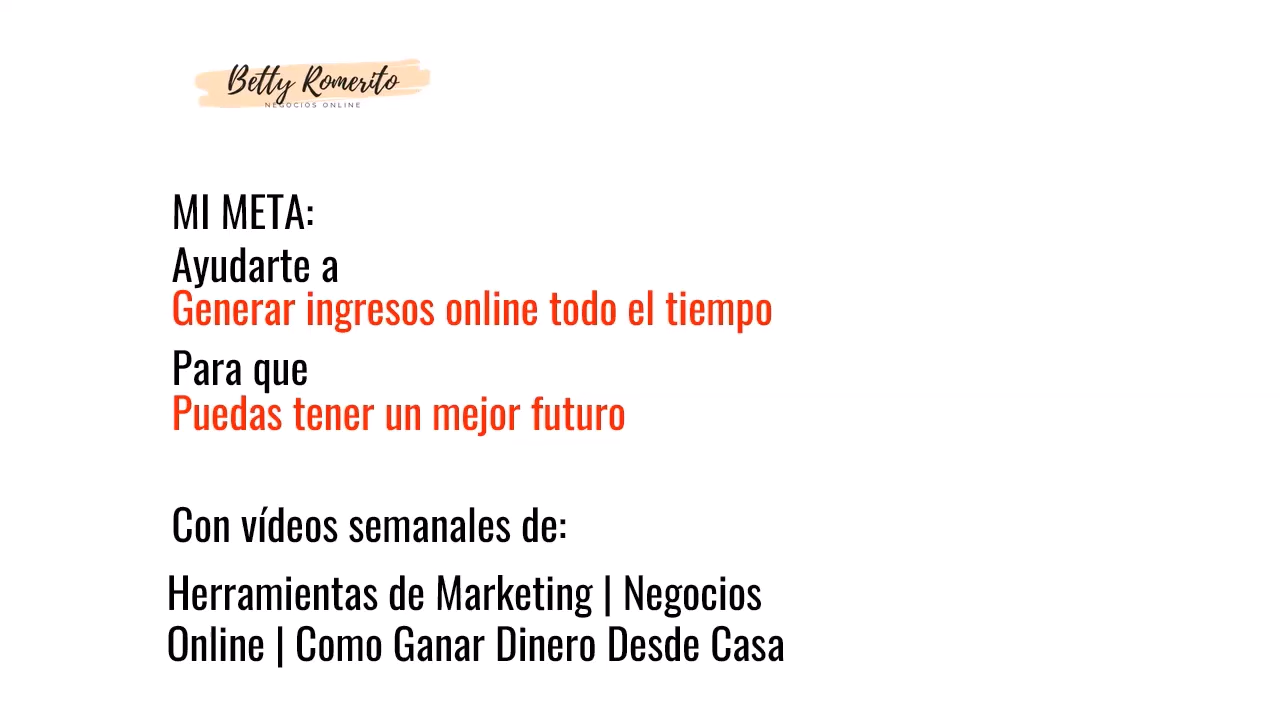 Betty Romerito
NEGOCIOS ONLINE
MI META:
Ayudarte a
Generar ingresos online todo el tiempo
Para que
Puedas tener un mejor futuro
Con vídeos semanales de:
Herramientas de Marketing | Negocios
Online | Como Ganar Dinero Desde Casa